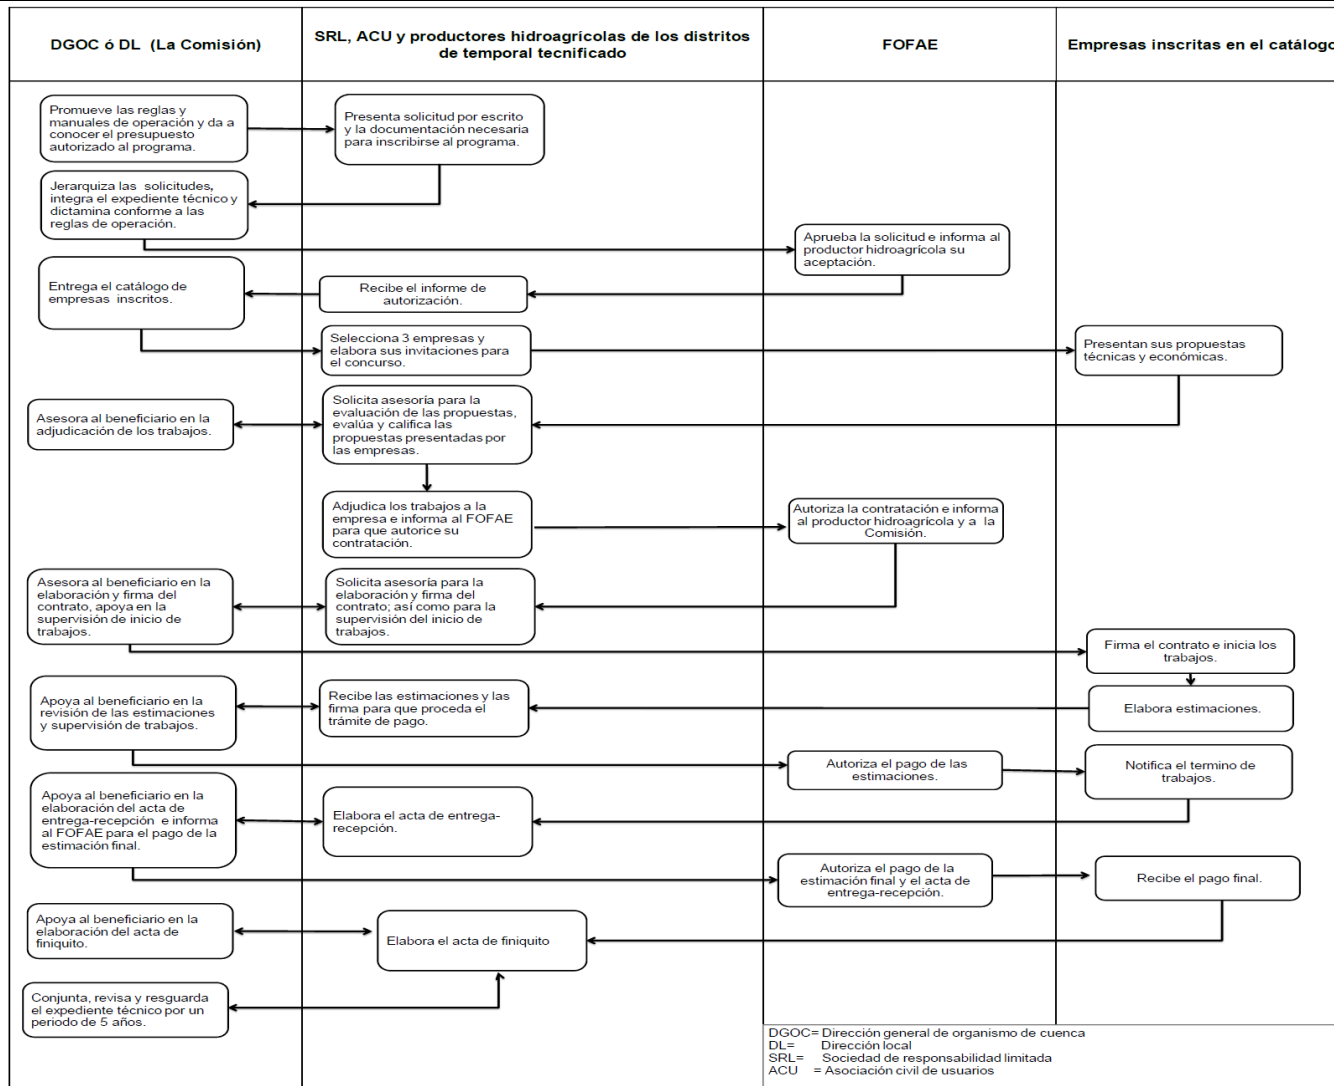 DGOC ó DL  (La Comisión)
SRL, ACU y productores hidroagrícolas de los distritos
de temporal tecnificado
FOFAE
Empresas inscritas en el catálogo
Promueve las reglas y
manuales de operación y da a
conocer el presupuesto
autorizado al programa.
Presenta solicitud por escrito
y la documentación necesaria
para inscribirse al programa.
Jerarquiza las  solicitudes,
integra el expediente técnico y
dictamina conforme a las
reglas de operación.
Aprueba la solicitud e informa al
productor hidroagrícola su
aceptación.
Entrega el catálogo de
empresas  inscritos.
Recibe el informe de
autorización.
Selecciona 3 empresas y
elabora sus invitaciones para
el concurso.
Presentan sus propuestas
técnicas y económicas.
Asesora al beneficiario en la
adjudicación de los trabajos.
Solicita asesoría para la
evaluación de las propuestas,
evalúa y califica las
propuestas presentadas por
las empresas.
Adjudica los trabajos a la
empresa e informa al FOFAE
para que autorice su
contratación.
Autoriza la contratación e informa
al productor hidroagrícola y a  la
Comisión.
Asesora al beneficiario en la
elaboración y firma del
contrato, apoya en la
supervisión de inicio de
trabajos.
Solicita asesoría para la
elaboración y firma del
contrato; así como para la
supervisión del inicio de
trabajos.
Firma el contrato e inicia los
trabajos.
Apoya al beneficiario en la
revisión de las estimaciones
y supervisión de trabajos.
Recibe las estimaciones y las
firma para que proceda el
trámite de pago.
Elabora estimaciones.
Autoriza el pago de las
estimaciones.
Notifica el termino de
trabajos.
Apoya al beneficiario en la
elaboración del acta de
entrega-recepción  e informa
al FOFAE para el pago de la
estimación final.
Elabora el acta de entrega-
recepción.
Autoriza el pago de la
estimación final y el acta de
entrega-recepción.
Recibe el pago final.
Apoya al beneficiario en la
elaboración del acta de
finiquito.
Elabora el acta de finiquito
Conjunta, revisa y resguarda
el expediente técnico por un
periodo de 5 años.
DGOC= Dirección general de organismo de cuenca
DL=     Dirección local
SRL=    Sociedad de responsabilidad limitada
ACU   = Asociación civil de usuarios